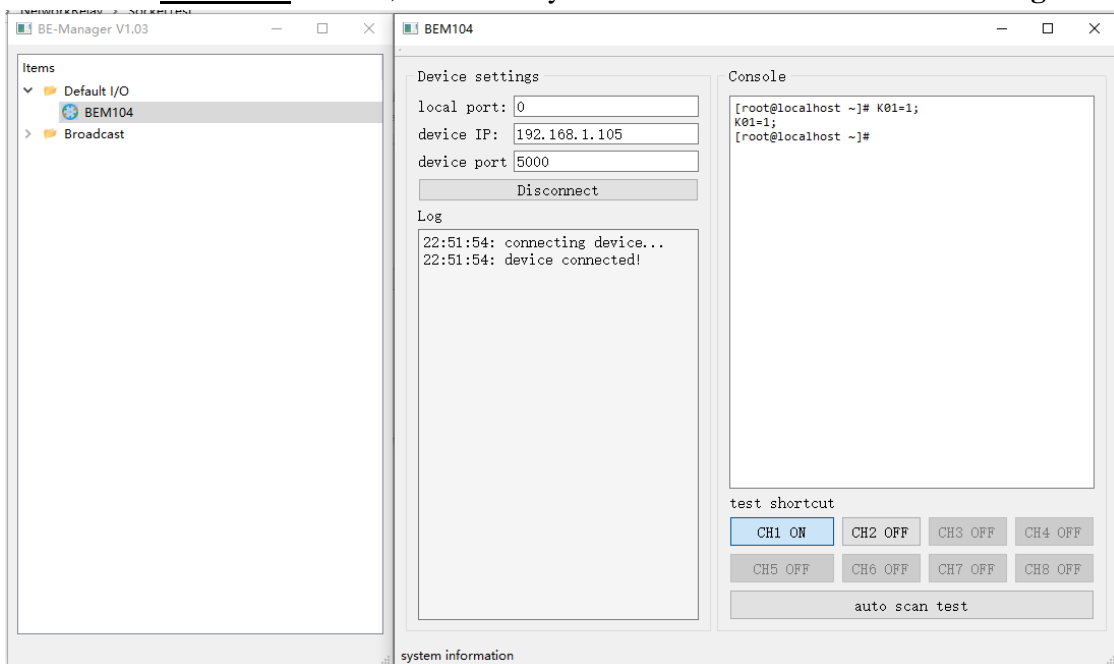 NetworkRelay > SocketTest
BE-Manager V1.03
Items
Default I/O
BEM104
Broadcast
BEM104
Device settings
local port: 0
device IP: 192.168.1.105
device port 5000
Disconnect
Log
22:51:54: connecting device...
22:51:54: device connected!
Console
[root@localhost ~]# K01=1;
K01=1;
[root@localhost ~]#
test shortcut
CH1 ON CH2 OFF CH3 OFF CH4 OFF
CH5 OFF CH6 OFF CH7 OFF CH8 OFF
auto scan test
system information